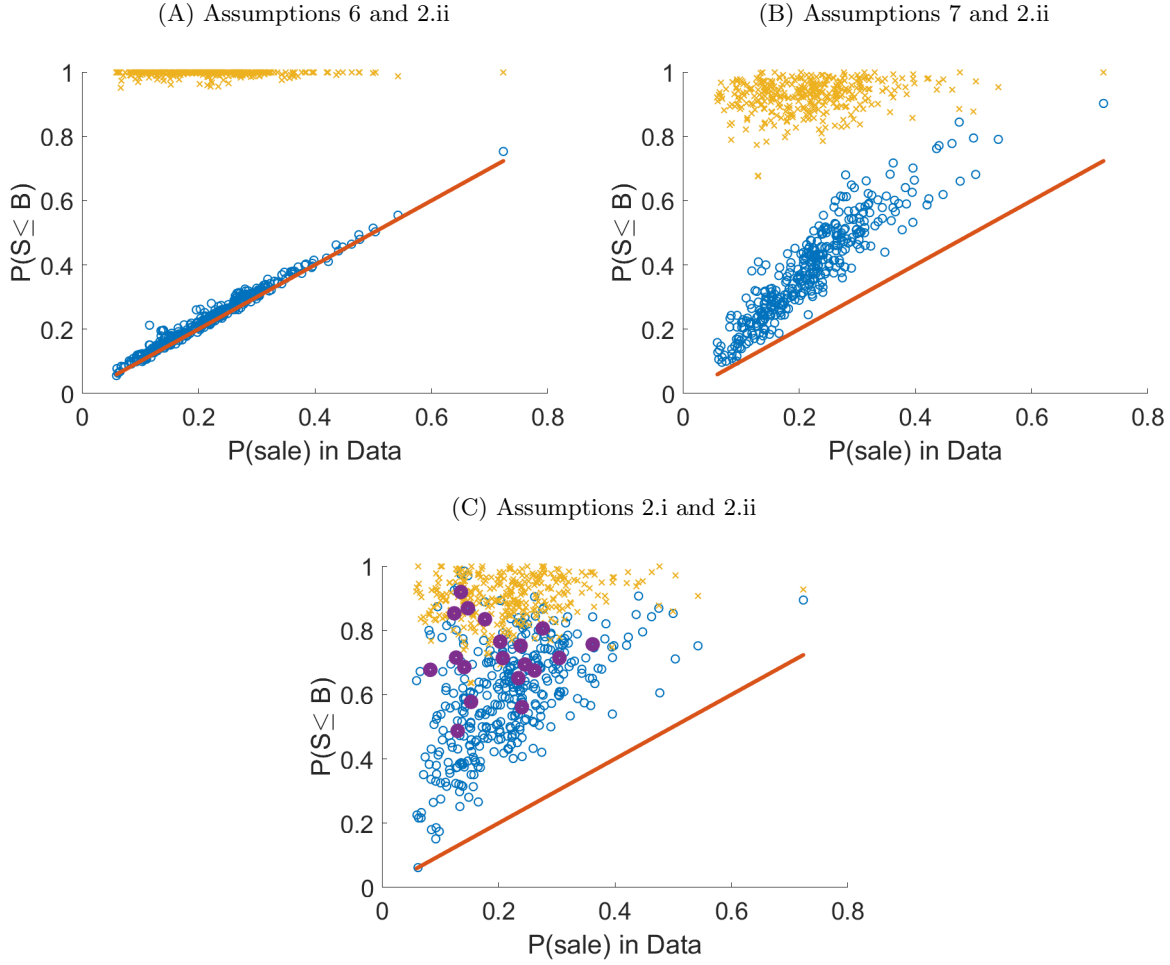 (A) Assumptions 6 and 2.ii
1
0.8
0.6
0.4
0.2
0
P(S≤ B)
0 0.2 0.4 0.6 0.8
P(sale) in Data
(B) Assumptions 7 and 2.ii
1
0.8
0.6
0.4
0.2
0
P(S≤ B)
0 0.2 0.4 0.6 0.8
P(sale) in Data
(C) Assumptions 2.i and 2.ii
1
0.8
0.6
0.4
0.2
0
P(S≤ B)
0 0.2 0.4 0.6 0.8
P(sale) in Data